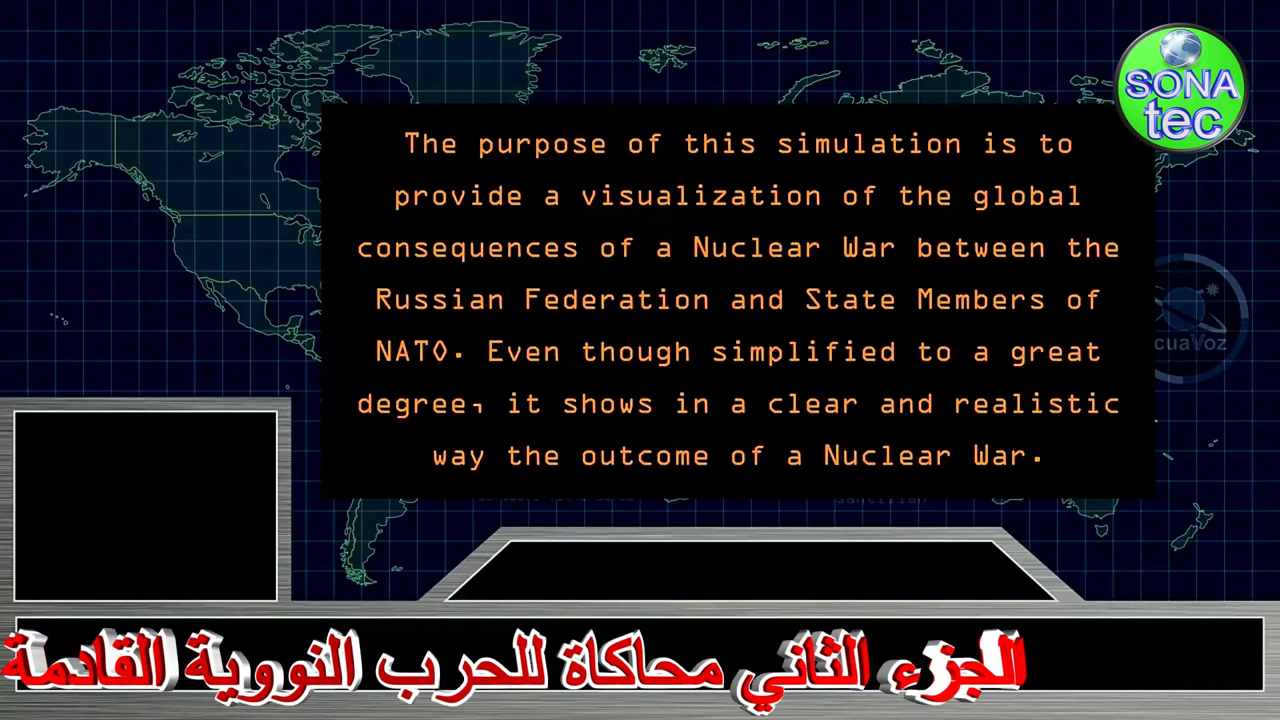 SONA
tec
The purpose of this simulation is to
provide a visualization of the global
consequences of a Nuclear War between the
Russian Federation and State Members of
NATO. Even though simplified to a great
degree, it shows in a clear and realistic
way the outcome of a Nuclear War.
cuaVoz
Santillán
الجزء الثاني محاكاة للحرب النووية القادمة